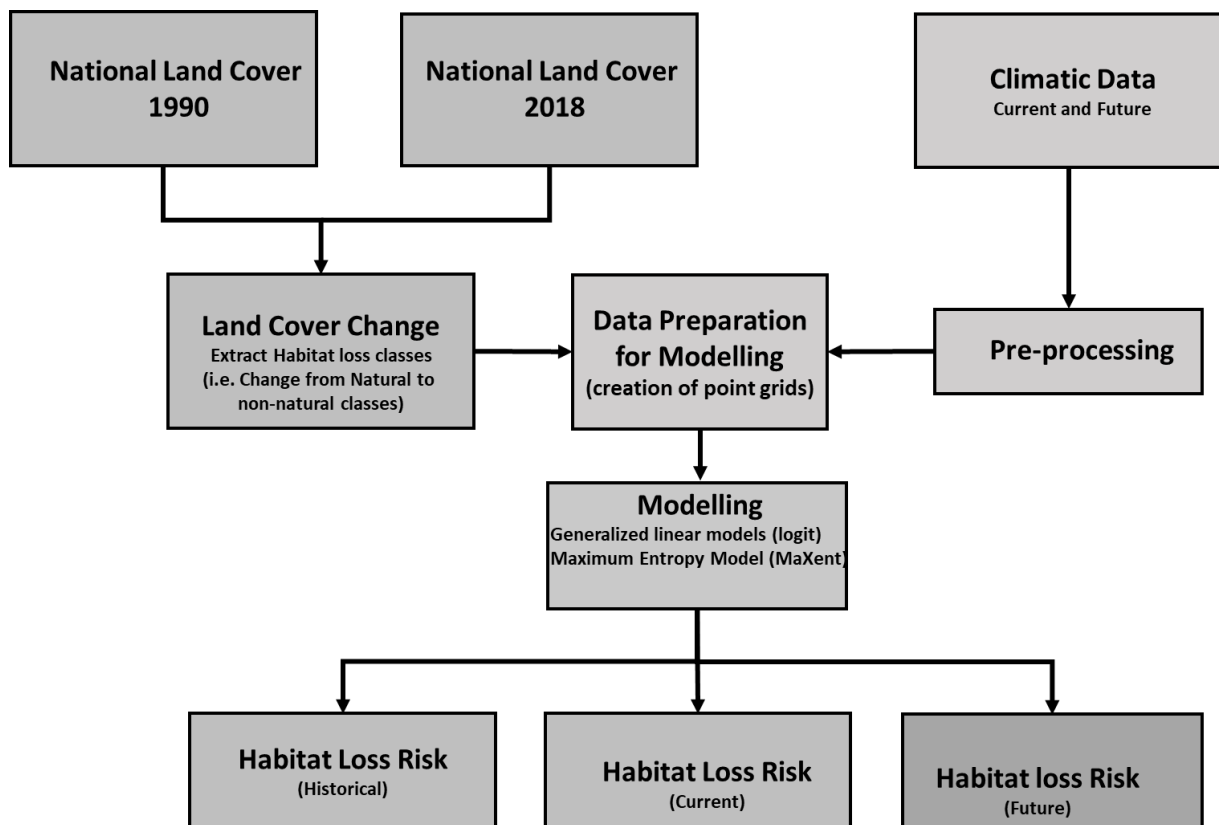 National Land Cover
1990
National Land Cover
2018
Climatic Data
Current and Future
Land Cover Change
Extract Habitat loss classes
(i.e. Change from Natural to
non-natural classes)
Data Preparation
for Modelling
(creation of point grids)
Pre-processing
Modelling
Generalized linear models (logit)
Maximum Entropy Model (MaXent)
Habitat Loss Risk
(Historical)
Habitat Loss Risk
(Current)
Habitat loss Risk
(Future)